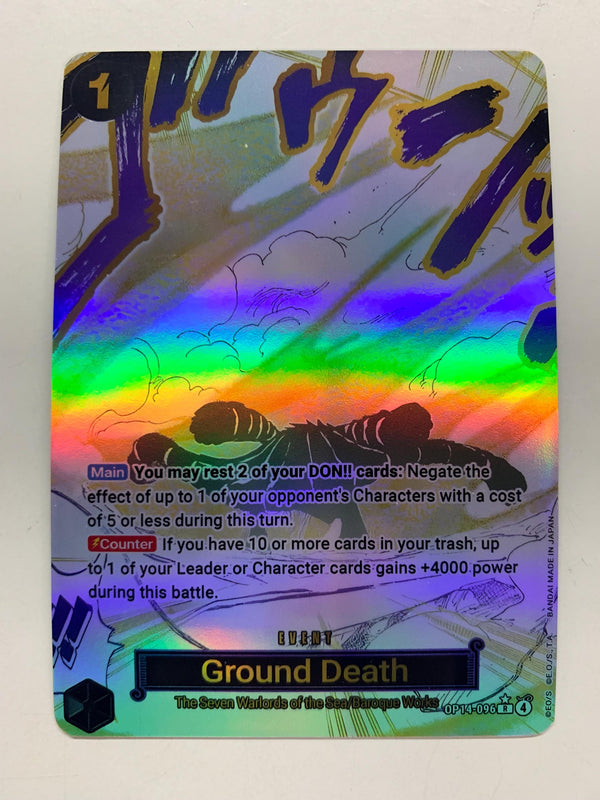 1
Main You may rest 2 of your DON!! cards: Negate the
effect of up to 1 of your opponent's Characters with a cost
of 5 or less during this turn.
Counter If you have 10 or more cards in your trash, up
to 1 of your Leader or Character cards gains +4000 power
during this battle.
!!!
EVENT
Ground Death
The Seven Warlords of the Sea/Baroque Works
OP14-096 R 4
©E.O/S. ©E.O./S., T.A. BANDAI MADE IN JAPAN